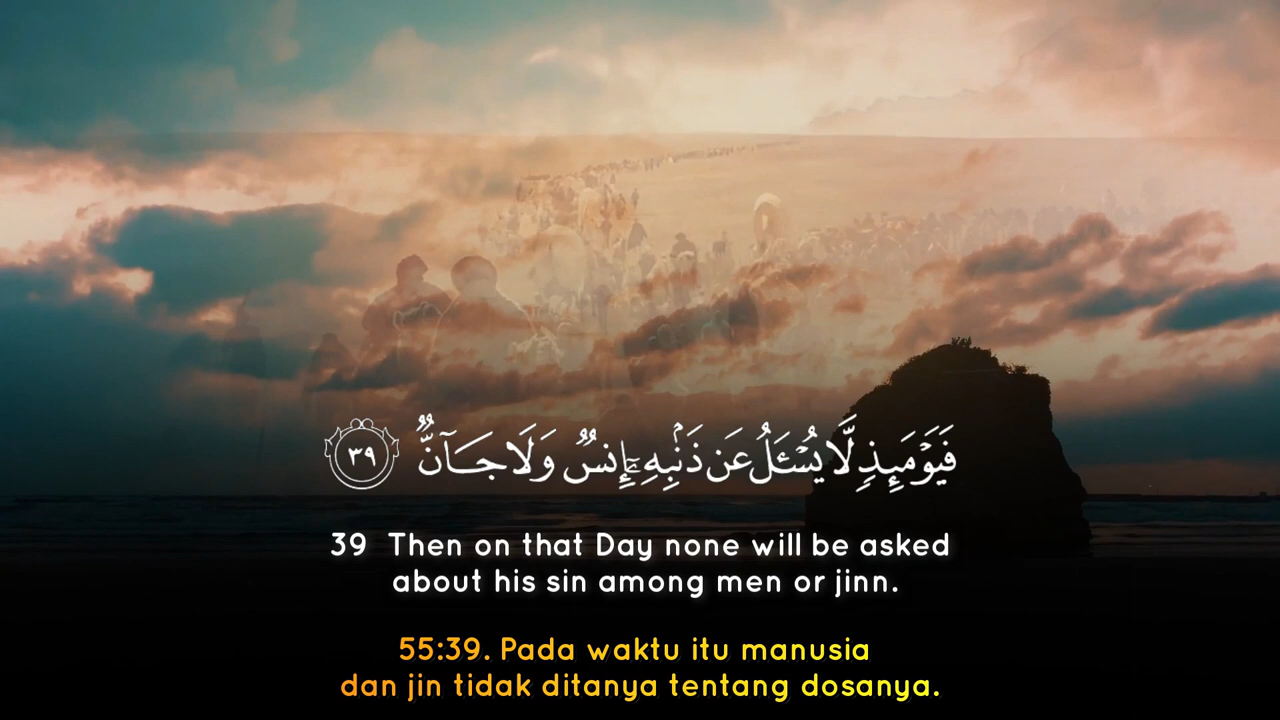 فَيَوْمَئِذٍ لَّا يُسْـَٔلُ عَن ذَنۢبِهِۦٓ إِنسٌ وَلَا جَآنٌّ ٣٩
39 Then on that Day none will be asked
about his sin among men or jinn.
55:39. Pada waktu itu manusia
dan jin tidak ditanya tentang dosanya.